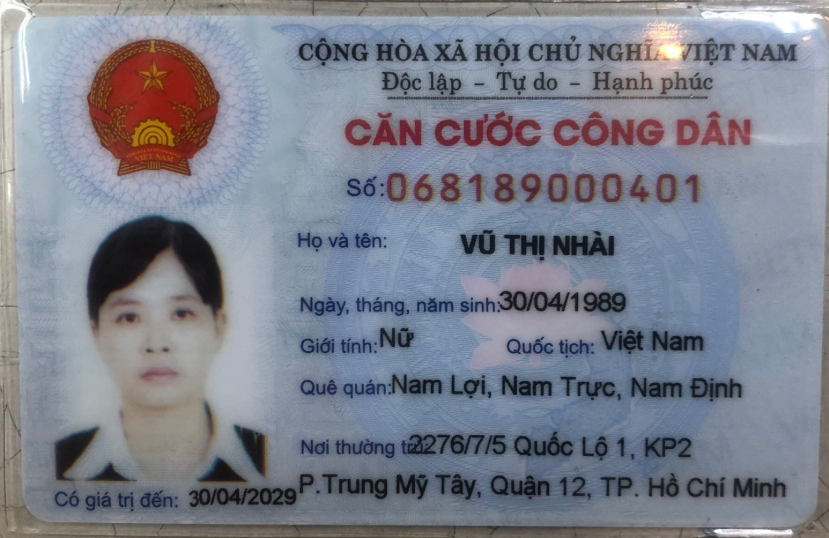 CỘNG HÒA XÃ HỘI CHỦ NGHĨA VIỆT NAM
Độc lập - Tự do - Hạnh phúc
CĂN CƯỚC CÔNG DÂN
Số: 068189000401
Họ và tên: VŨ THỊ NHÀI
Ngày, tháng, năm sinh: 30/04/1989
Giới tính: Nữ Quốc tịch: Việt Nam
Quê quán: Nam Lợi, Nam Trực, Nam Định
Nơi thường trú: 2276/7/5 Quốc Lộ 1, KP2
P.Trung Mỹ Tây, Quận 12, TP. Hồ Chí Minh
Có giá trị đến: 30/04/2029
VIỆT NAM